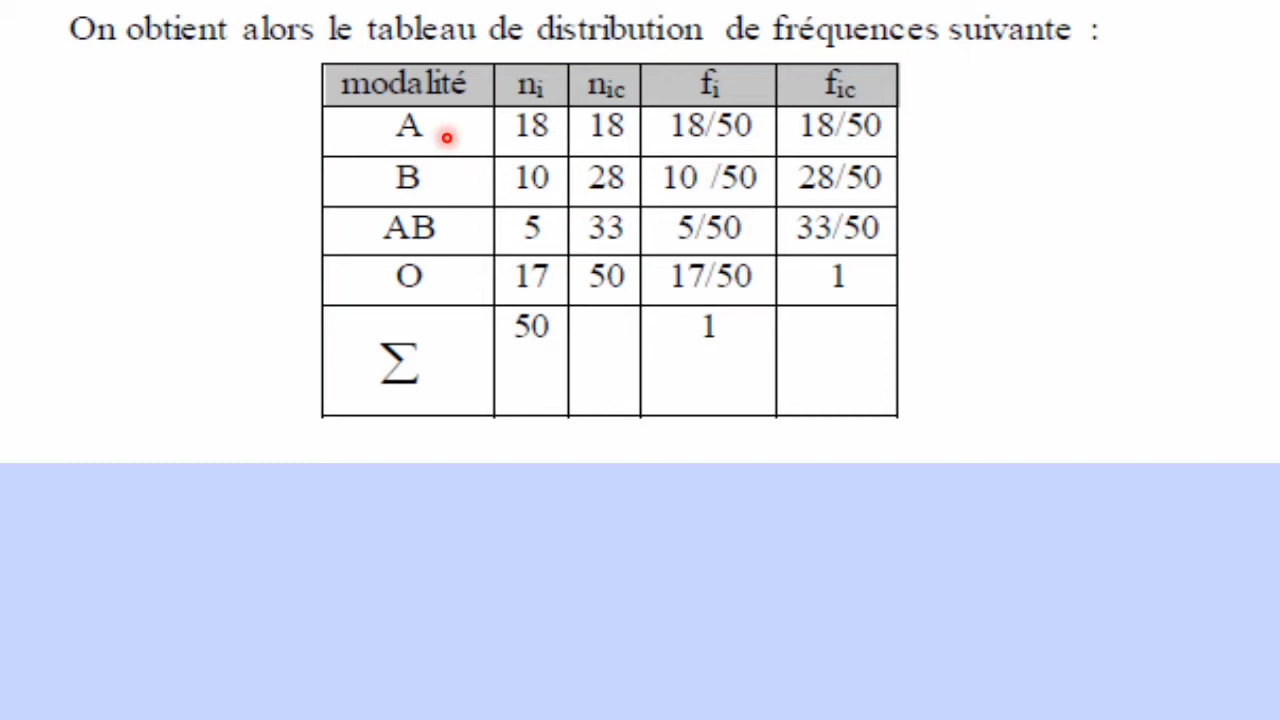 On obtient alors le tableau de distribution de fréquences suivante :
modalité nᵢ nᵢc fᵢ fᵢc
A 18 18 18/50 18/50
B 10 28 10 /50 28/50
AB 5 33 5/50 33/50
O 17 50 17/50 1
∑ 50 1